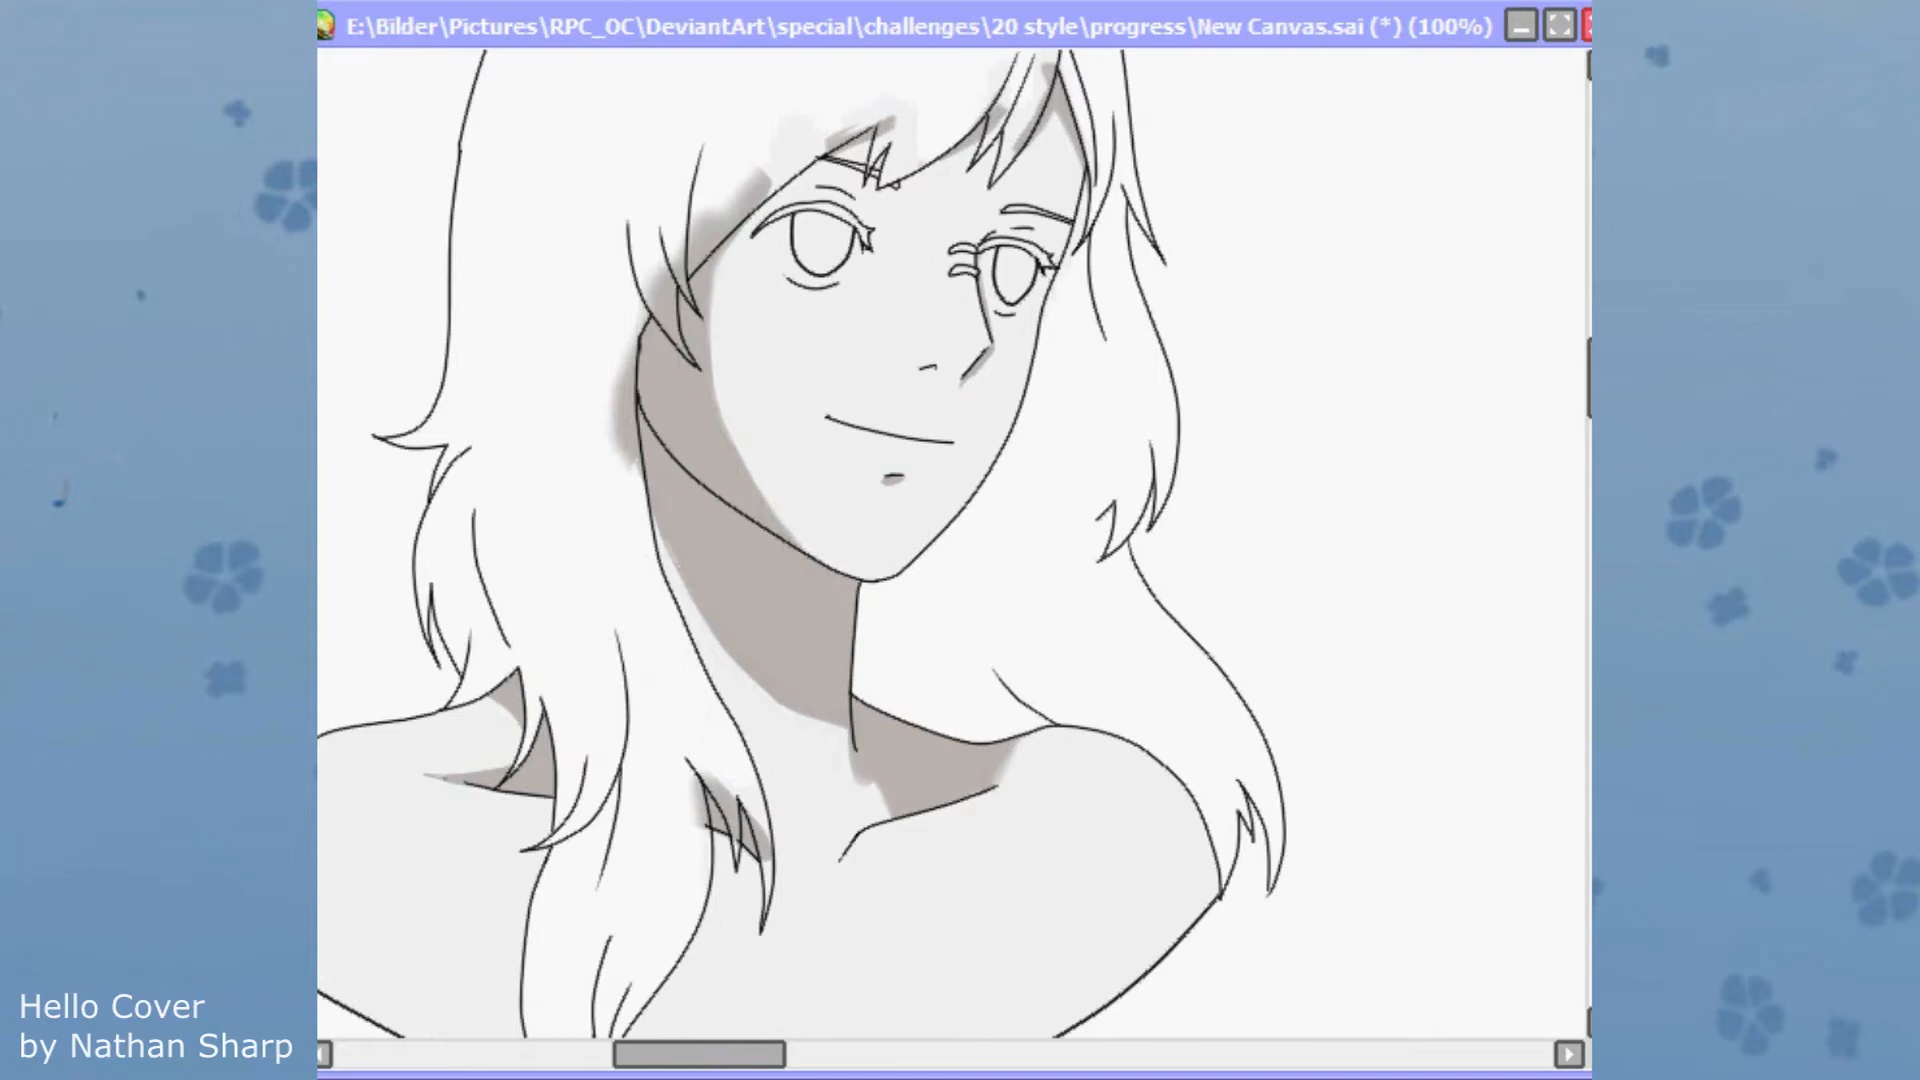 E:\Bilder\Pictures\RPC_OC\DeviantArt\special\challenges\20 style\progress\New Canvas.sai (*) (100%)
Hello Cover
by Nathan Sharp